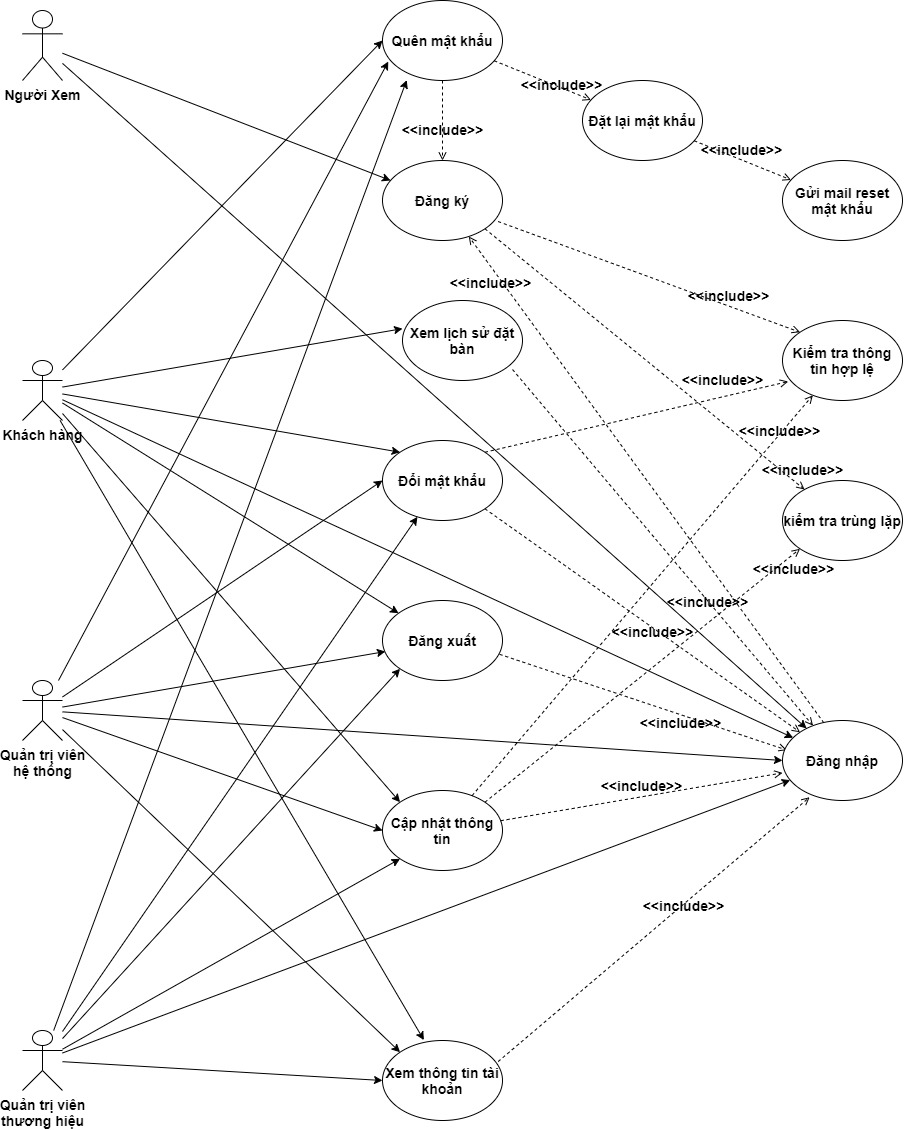 Quên mật khẩu
Người Xem
<<include>>
Đặt lại mật khẩu
<<include>>
<<include>>
Đăng ký
Gửi mail reset
mật khẩu
<<include>>
<<include>>
Xem lịch sử đặt
bàn
Kiểm tra thông
tin hợp lệ
<<include>>
Khách hàng
<<include>>
<<include>>
Đổi mật khẩu
kiểm tra trùng lặp
<<include>>
<<include>>
<<include>>
Đăng xuất
<<include>>
Quản trị viên
hệ thống
Đăng nhập
<<include>>
Cập nhật thông
tin
<<include>>
Xem thông tin tài
khoản
Quản trị viên
thương hiệu